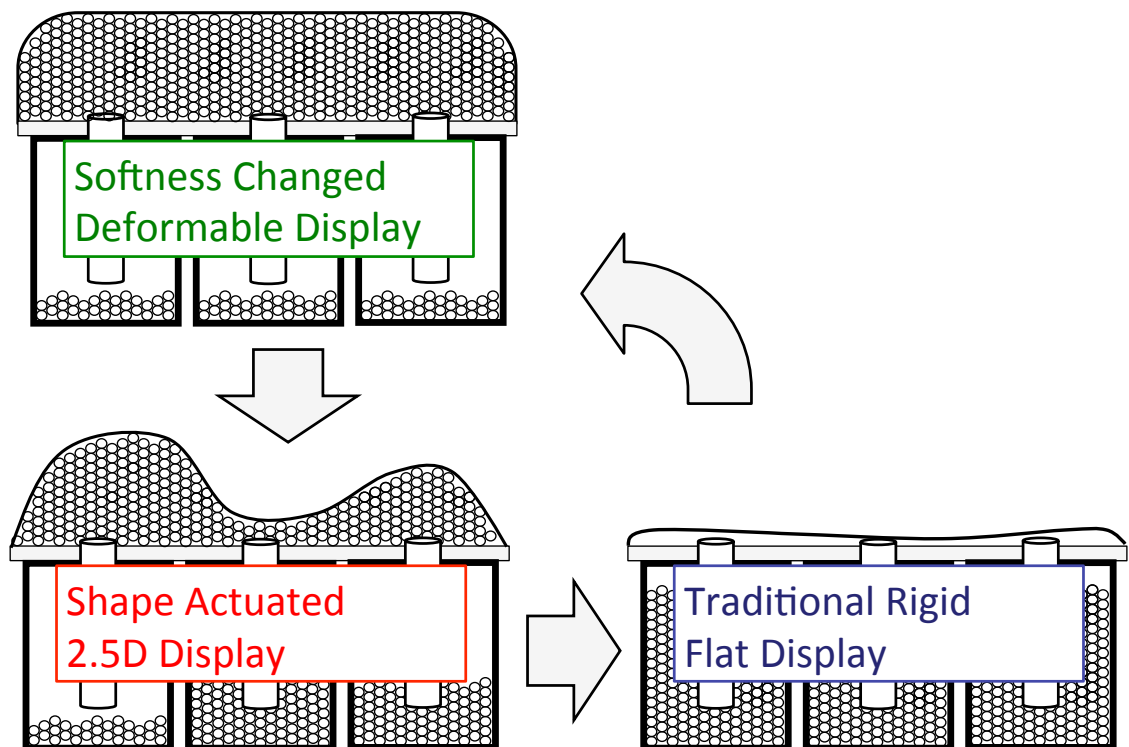 Softness Changed
Deformable Display
Shape Actuated
2.5D Display
Traditional Rigid
Flat Display